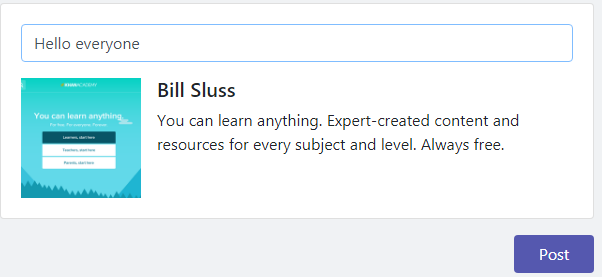 Hello everyone
KHANACADEMY
You can learn anything.
For free. For everyone. Forever.
Learners, start here
Teachers, start here
Parents, start here
Bill Sluss
You can learn anything. Expert-created content and
resources for every subject and level. Always free.
Post